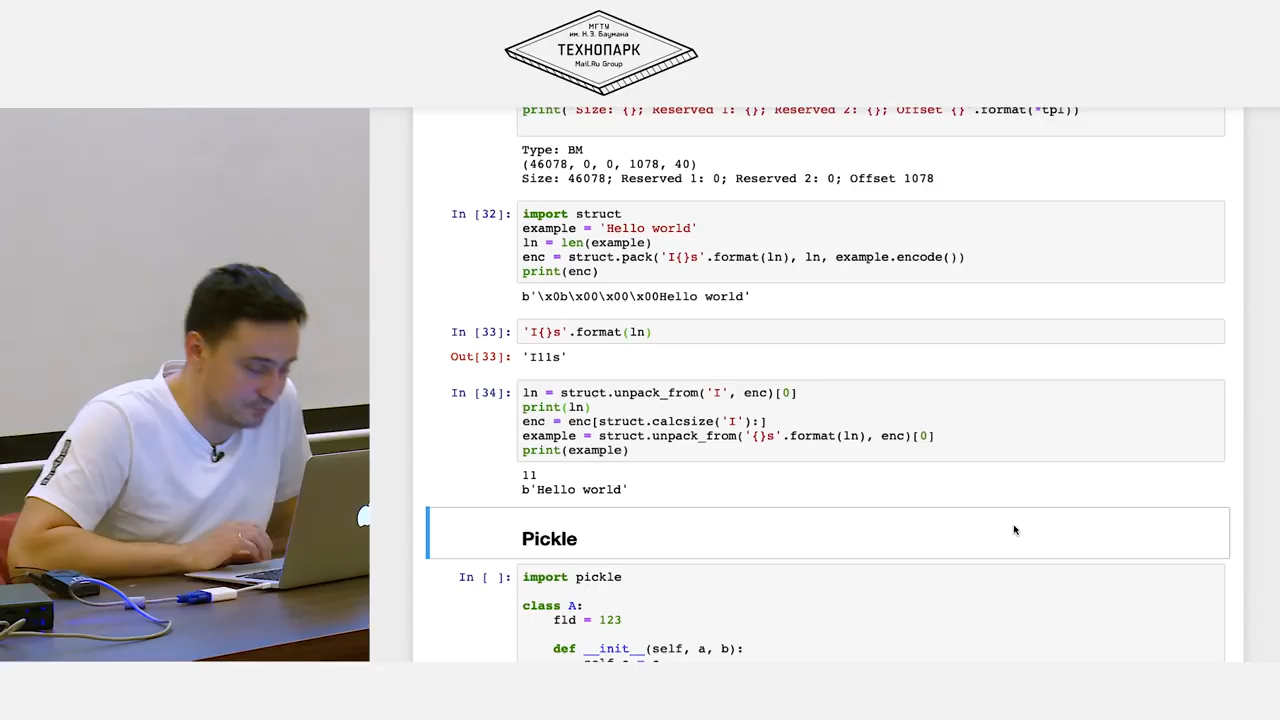 МГТУ
им. Н.Э. Баумана
ТЕХНОПАРК
Mail.Ru Group
print("Size: {}; Reserved 1: {}; Reserved 2: {}; Offset {}".format(*tpl))
Type: BM
(46078, 0, 0, 1078, 40)
Size: 46078; Reserved 1: 0; Reserved 2: 0; Offset 1078
In [32]: import struct
example = 'Hello world'
ln = len(example)
enc = struct.pack('I{}s'.format(ln), ln, example.encode())
print(enc)
b'\x0b\x00\x00\x00Hello world'
In [33]: 'I{}s'.format(ln)
Out[33]: 'I11s'
In [34]: ln = struct.unpack_from('I', enc)[0]
print(ln)
enc = enc[struct.calcsize('I'):]
example = struct.unpack_from('{}s'.format(ln), enc)[0]
print(example)
11
b'Hello world'
Pickle
In [ ]: import pickle
class A:
fld = 123
def __init__(self, a, b):